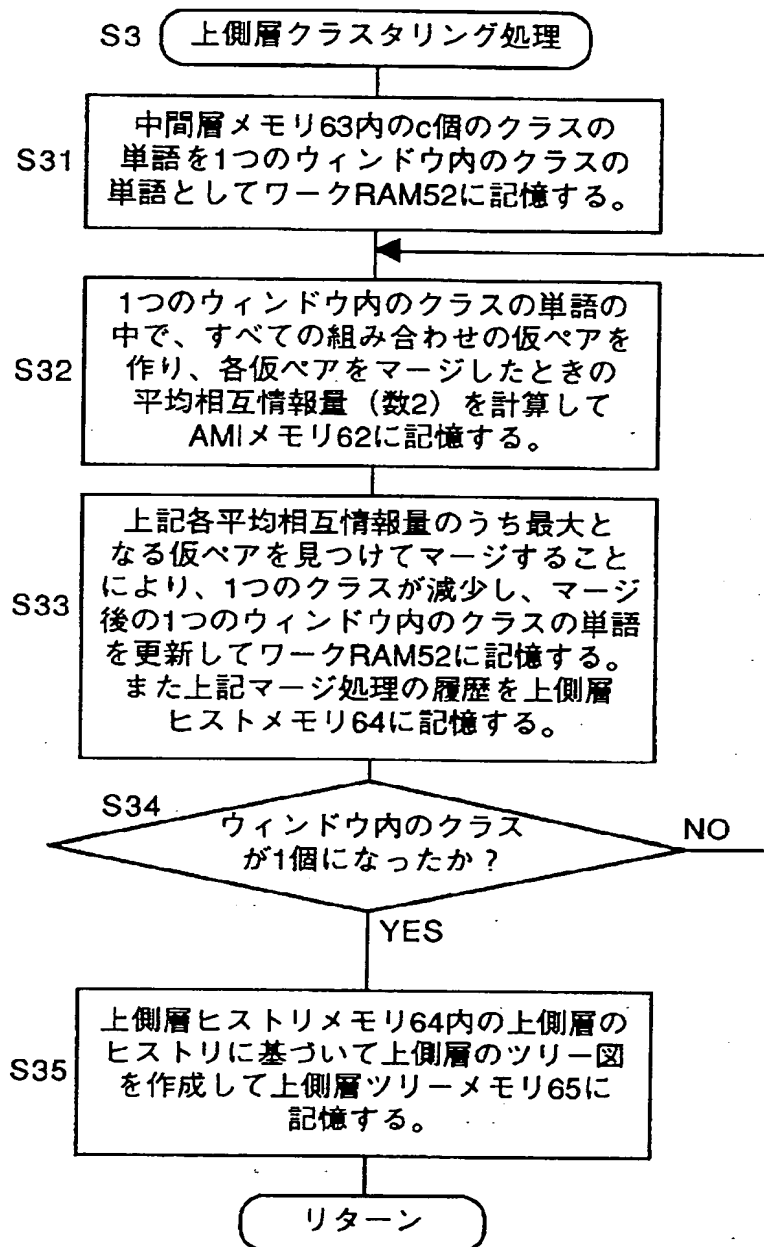 S3 上側層クラスタリング処理
S31
中間層メモリ63内のc個のクラスの
単語を1つのウィンドウ内のクラスの
単語としてワークRAM52に記憶する。
S32
1つのウィンドウ内のクラスの単語の
中で、すべての組み合わせの仮ペアを
作り、各仮ペアをマージしたときの
平均相互情報量（数2）を計算して
AMIメモリ62に記憶する。
S33
上記各平均相互情報量のうち最大と
なる仮ペアを見つけてマージすること
により、1つのクラスが減少し、マージ
後の1つのウィンドウ内のクラスの単語
を更新してワークRAM52に記憶する。
また上記マージ処理の履歴を上側層
ヒストメモリ64に記憶する。
S34
ウィンドウ内のクラス
が1個になったか？
NO
YES
S35
上側層ヒストリメモリ64内の上側層の
ヒストリに基づいて上側層のツリー図
を作成して上側層ツリーメモリ65に
記憶する。
リターン